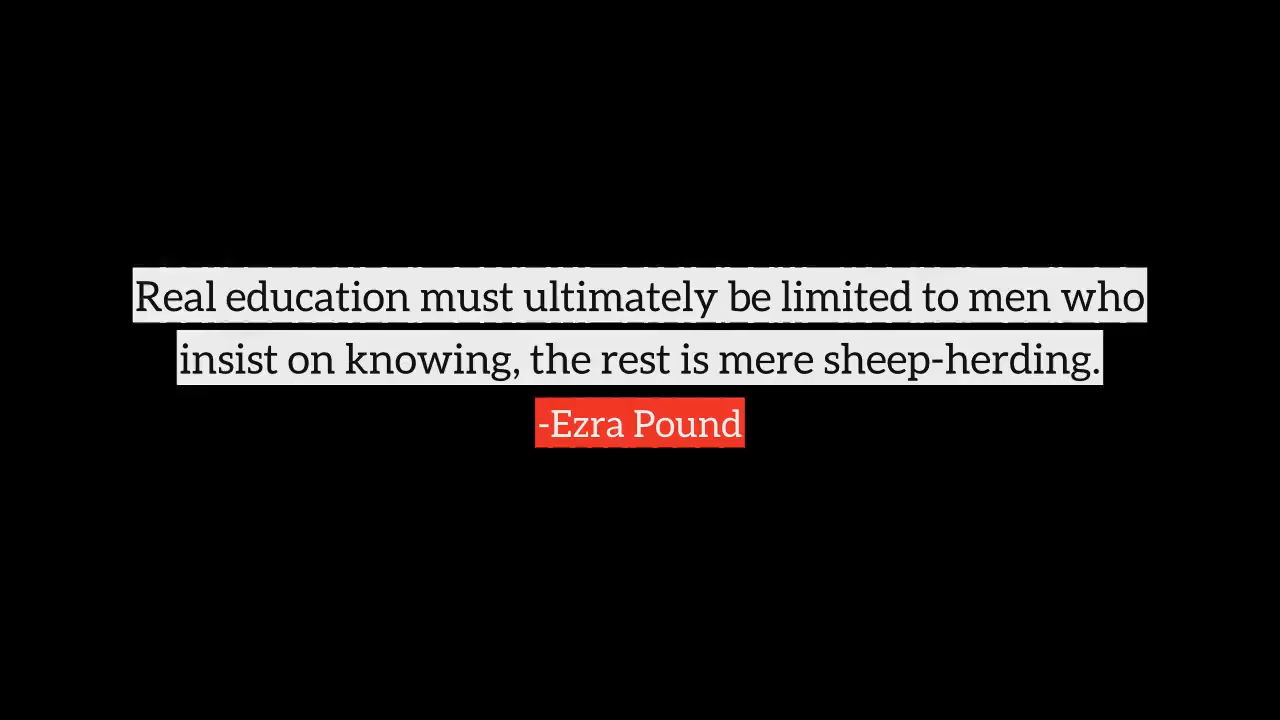 Real education must ultimately be limited to men who
insist on knowing, the rest is mere sheep-herding.
-Ezra Pound